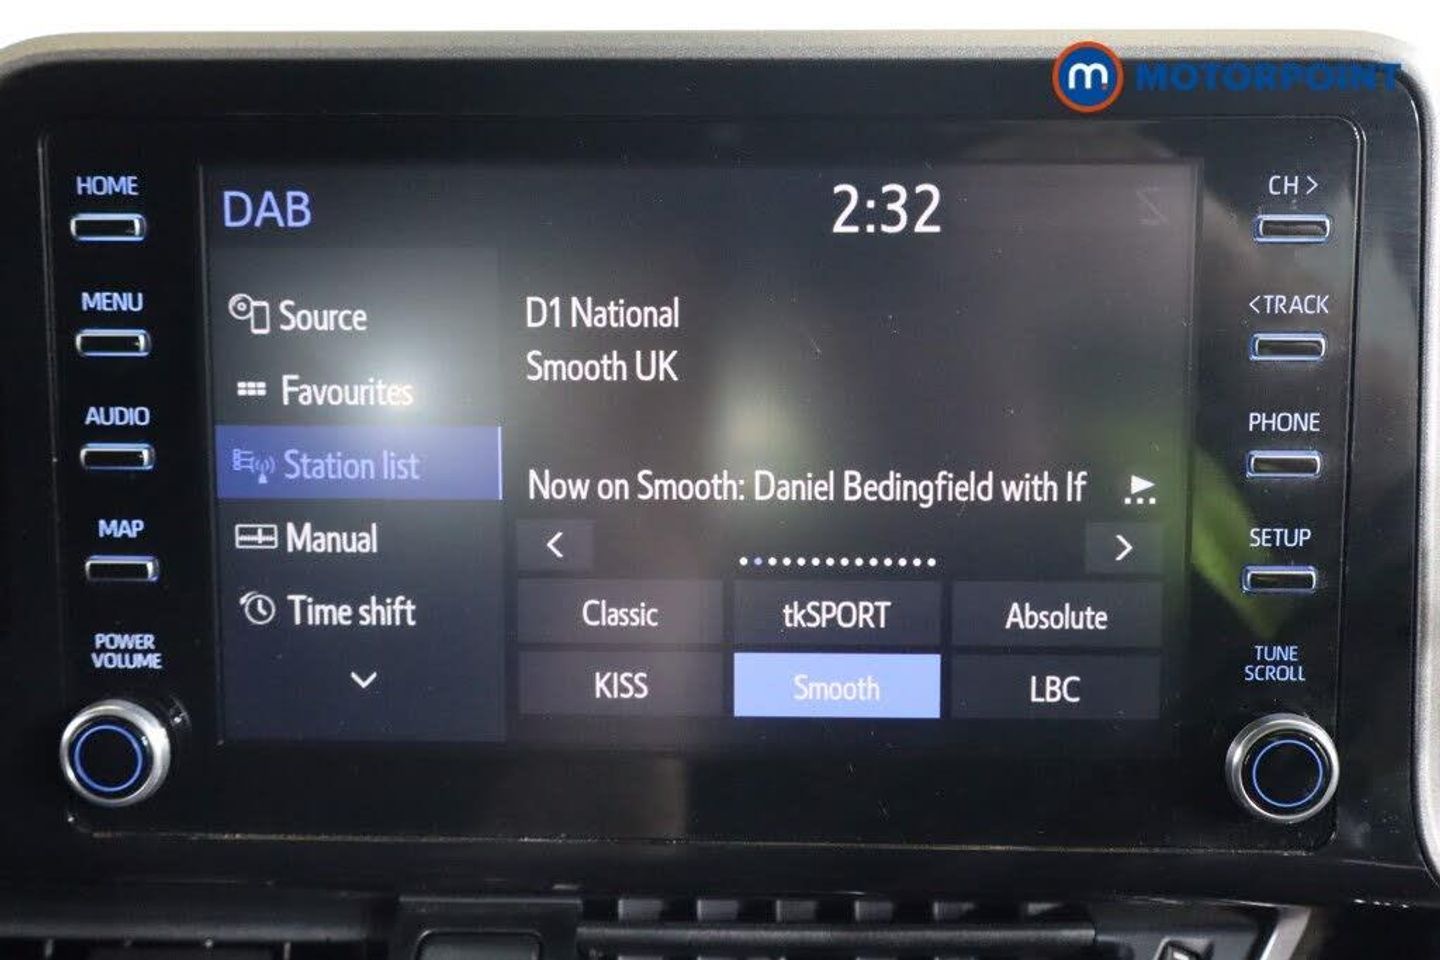 m MOTORPOINT
HOME
MENU
AUDIO
MAP
POWER
VOLUME
DAB
2:32
Source
Favourites
Station list
Manual
Time shift
D1 National
Smooth UK
Now on Smooth: Daniel Bedingfield with If
Classic
tkSPORT
Absolute
KISS
Smooth
LBC
CH >
<TRACK
PHONE
SETUP
TUNE
SCROLL